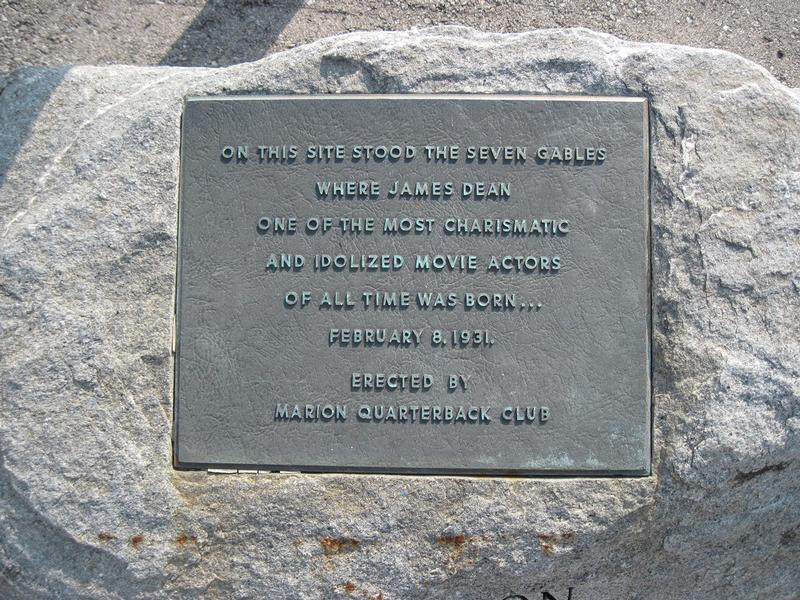 ON THIS SITE STOOD THE SEVEN GABLES
WHERE JAMES DEAN
ONE OF THE MOST CHARISMATIC
AND IDOLIZED MOVIE ACTORS
OF ALL TIME WAS BORN...
FEBRUARY 8, 1931.
ERECTED BY
MARION QUARTERBACK CLUB